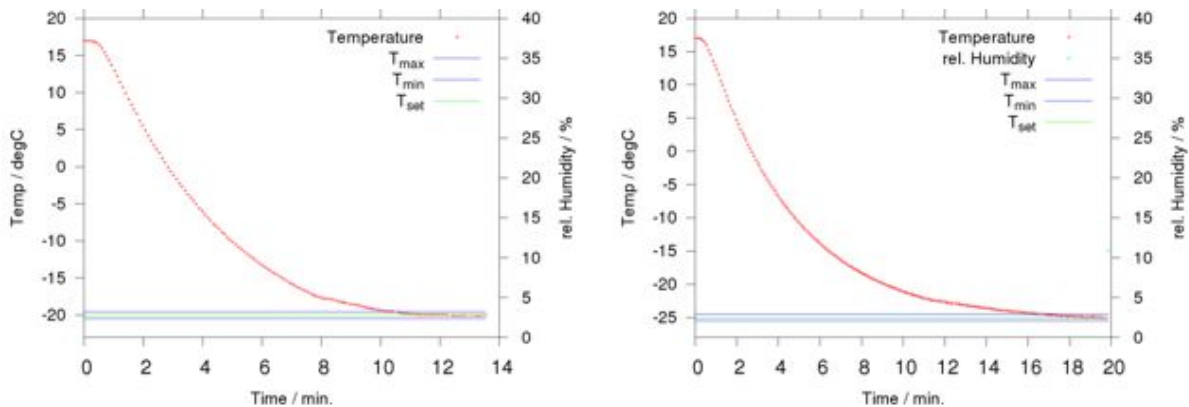 20
15
10
5
0
-5
-10
-15
-20
Temp / degC
40
35
30
25
20
15
10
5
0
rel. Humidity / %
Temperature
Tmax
Tmin
Tset
0 2 4 6 8 10 12 14
Time / min.
20
15
10
5
0
-5
-10
-15
-20
-25
Temp / degC
40
35
30
25
20
15
10
5
0
rel. Humidity / %
Temperature
rel. Humidity
Tmax
Tmin
Tset
0 2 4 6 8 10 12 14 16 18 20
Time / min.